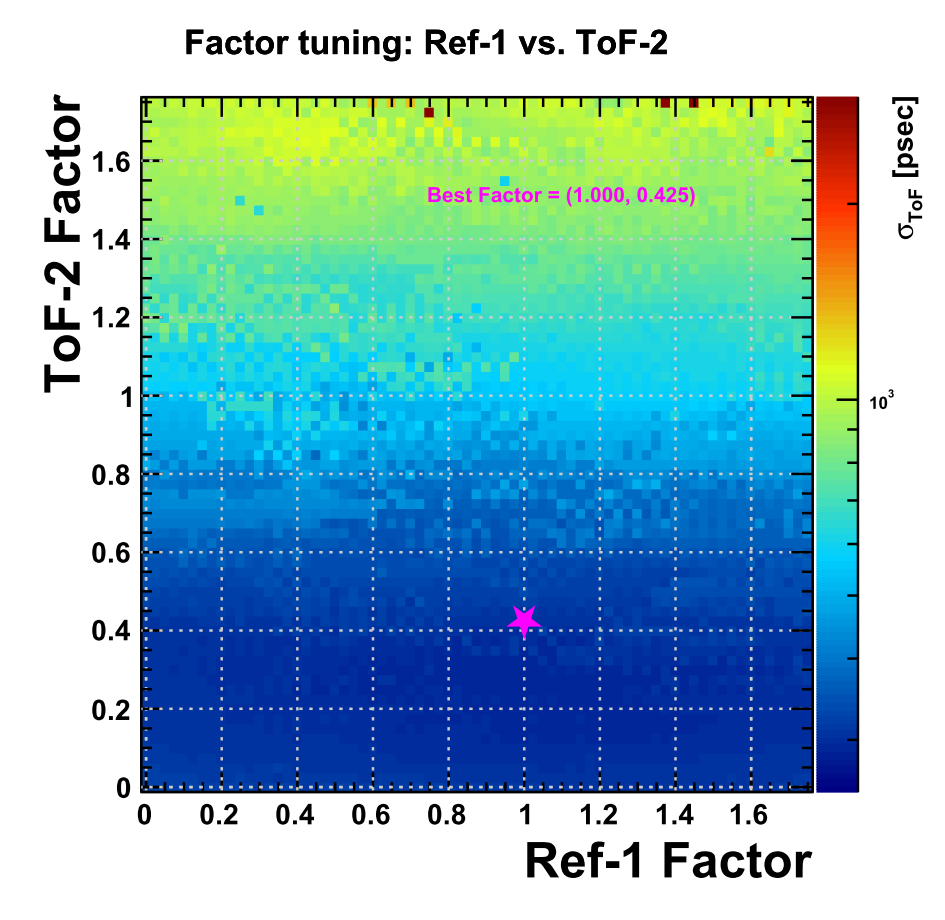 Factor tuning: Ref-1 vs. ToF-2
ToF-2 Factor
1.6
1.4
1.2
1
0.8
0.6
0.4
0.2
0
Best Factor = (1.000, 0.425)
0 0.2 0.4 0.6 0.8 1 1.2 1.4 1.6
Ref-1 Factor
σToF [psec]
10³